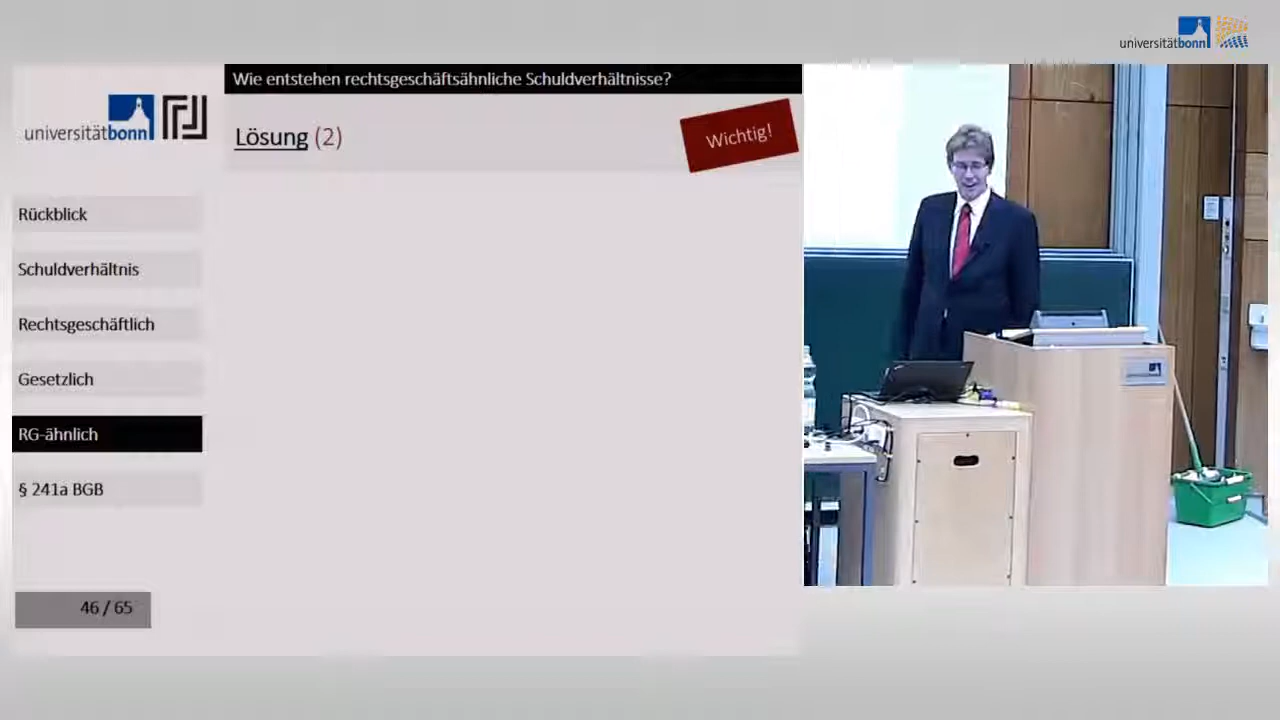 universitätbonn
Wie entstehen rechtsgeschäftsähnliche Schuldverhältnisse?
universitätbonn
Lösung (2)
Wichtig!
Rückblick
Schuldverhältnis
Rechtsgeschäftlich
Gesetzlich
RG-ähnlich
§ 241a BGB
46 / 65